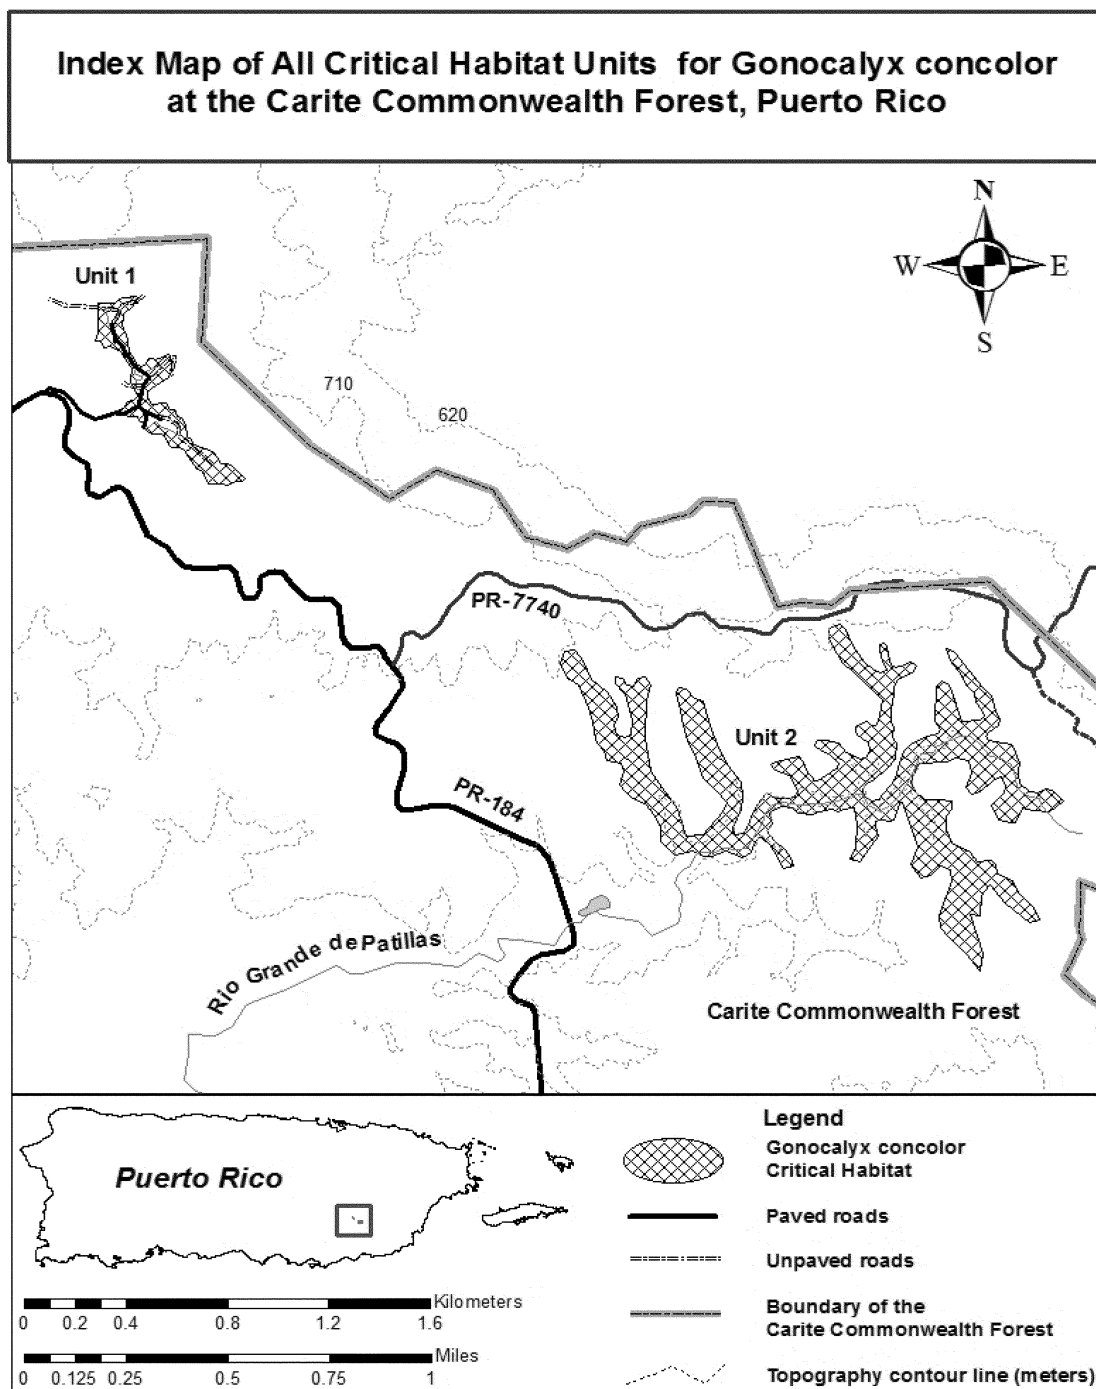 Index Map of All Critical Habitat Units for Gonocalyx concolor
at the Carite Commonwealth Forest, Puerto Rico
N
W
E
S
Unit 1
710
620
PR-7740
Unit 2
PR-184
Rio Grande de Patillas
Carite Commonwealth Forest
Puerto Rico
Legend
Gonocalyx concolor
Critical Habitat
Paved roads
Unpaved roads
Boundary of the
Carite Commonwealth Forest
Topography contour line (meters)
Kilometers
0 0.2 0.4 0.8 1.2 1.6
Miles
0 0.125 0.25 0.5 0.75 1